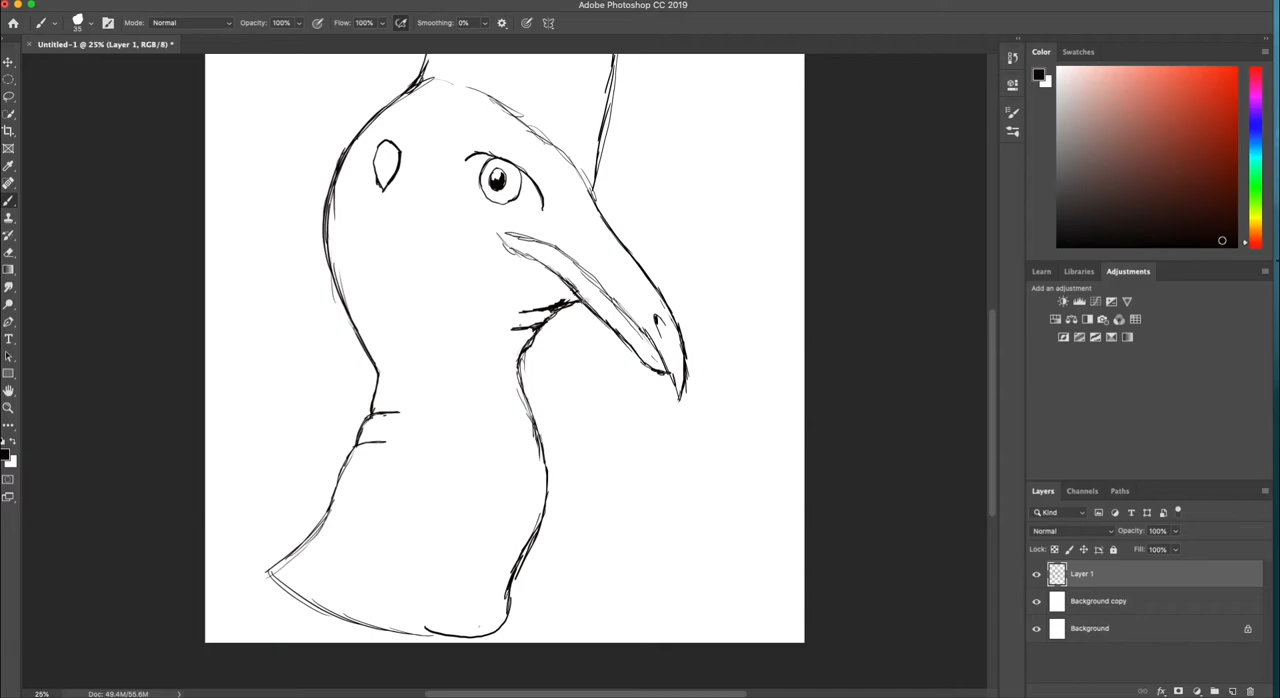 Adobe Photoshop CC 2019
35
Mode: Normal Opacity: 100% Flow: 100% Smoothing: 0%
× Untitled-1 @ 25% (Layer 1, RGB/8) *
Color Swatches
Learn Libraries Adjustments
Add an adjustment
Layers Channels Paths
Kind
Normal Opacity: 100%
Lock: Fill: 100%
Layer 1
Background copy
Background
25% Doc: 49.4M/55.6M